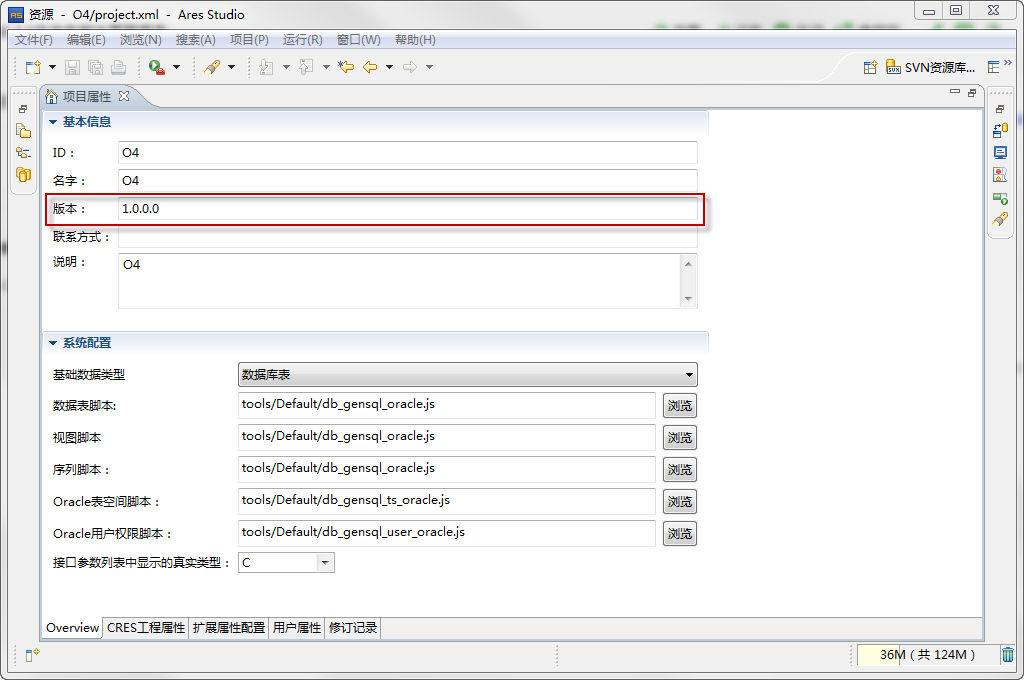 资源 - O4/project.xml - Ares Studio
文件(F) 编辑(E) 浏览(N) 搜索(A) 项目(P) 运行(R) 窗口(W) 帮助(H)
SVN资源库...
项目属性
基本信息
ID： O4
名字： O4
版本： 1.0.0.0
联系方式：
说明： O4
系统配置
基础数据类型 数据库表
数据表脚本: tools/Default/db_gensql_oracle.js 浏览
视图脚本 tools/Default/db_gensql_oracle.js 浏览
序列脚本： tools/Default/db_gensql_oracle.js 浏览
Oracle表空间脚本： tools/Default/db_gensql_ts_oracle.js 浏览
Oracle用户权限脚本： tools/Default/db_gensql_user_oracle.js 浏览
接口参数列表中显示的真实类型： C
Overview CRES工程属性 扩展属性配置 用户属性 修订记录
36M（共 124M）